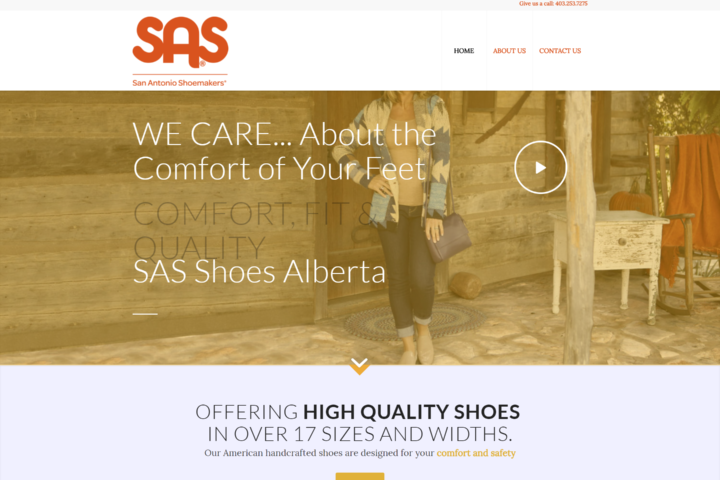 Give us a call: 403.253.7275
SAS
San Antonio Shoemakers
HOME
ABOUT US
CONTACT US
WE CARE... About the
Comfort of Your Feet
COMFORT, FIT &
QUALITY
SAS Shoes Alberta
OFFERING HIGH QUALITY SHOES
IN OVER 17 SIZES AND WIDTHS.
Our American handcrafted shoes are designed for your comfort and safety